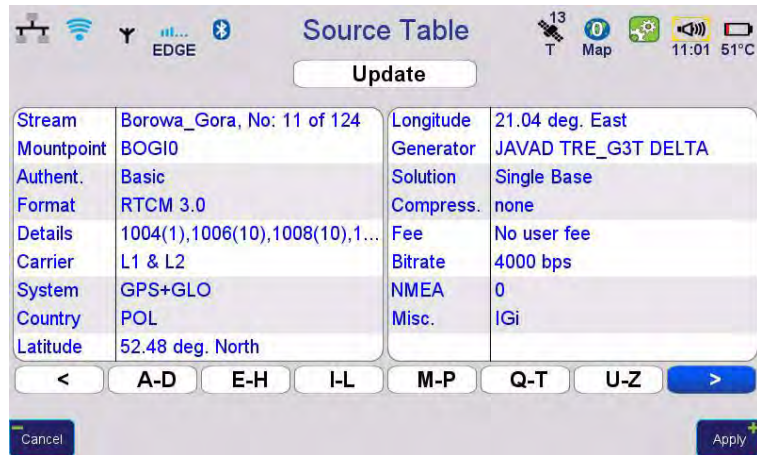 EDGE
Source Table
13
T
0
Map
11:01
51°C
Update
Stream Borowa_Gora, No: 11 of 124
Mountpoint BOGI0
Authent. Basic
Format RTCM 3.0
Details 1004(1),1006(10),1008(10),1...
Carrier L1 & L2
System GPS+GLO
Country POL
Latitude 52.48 deg. North
Longitude 21.04 deg. East
Generator JAVAD TRE_G3T DELTA
Solution Single Base
Compress. none
Fee No user fee
Bitrate 4000 bps
NMEA 0
Misc. IGi
< A-D E-H I-L M-P Q-T U-Z >
Cancel
Apply